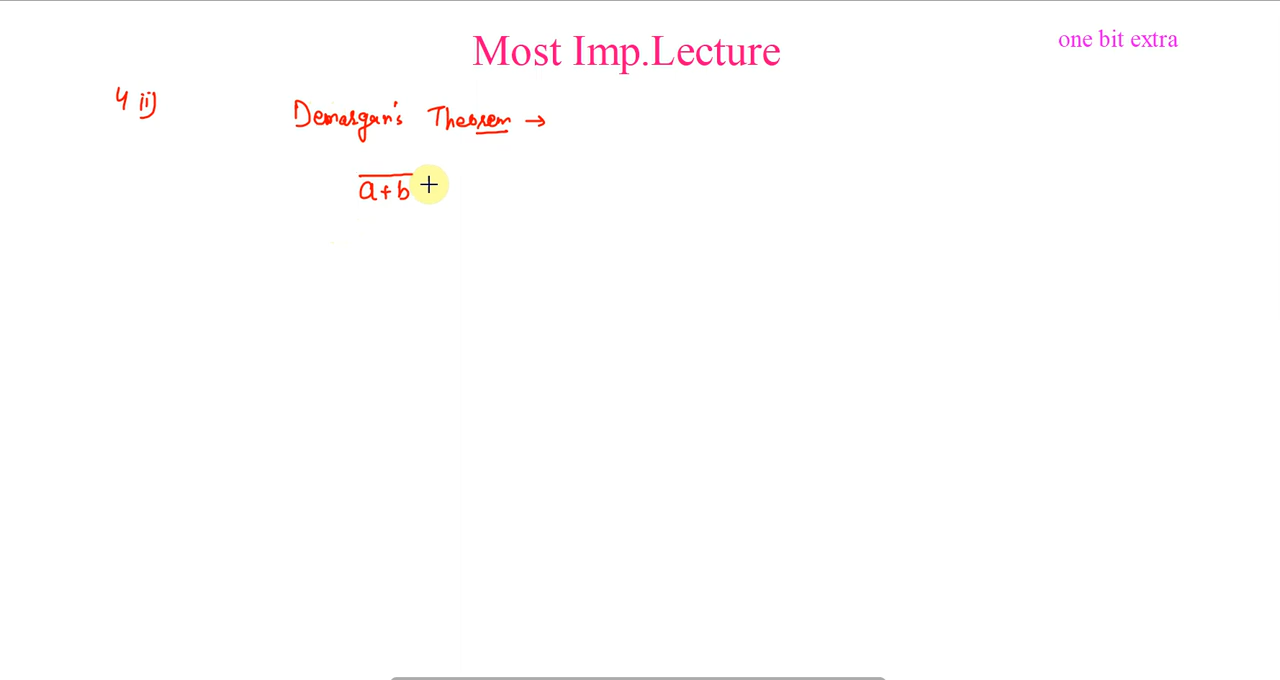 Most Imp.Lecture
one bit extra
4 ii)
Demorgan's Theorem →
a̅+̅b̅